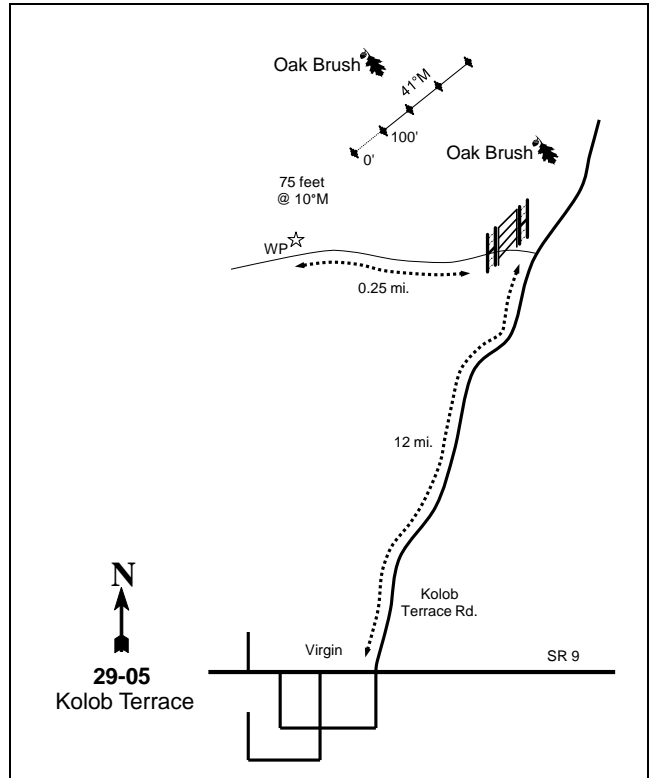 Oak Brush
41°M
100'
0'
Oak Brush
75 feet
@ 10°M
WP
0.25 mi.
12 mi.
N
Kolob
Terrace Rd.
Virgin
SR 9
29-05
Kolob Terrace